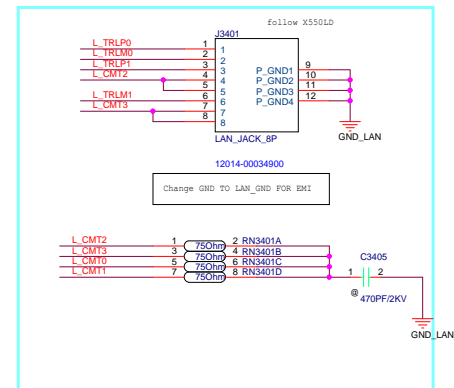 follow X550LD
J3401
L_TRLP0 1 1
L_TRLM0 2 2
L_TRLP1 3 3 P_GND1 9
L_CMT2 4 4 P_GND2 10
5 5 P_GND3 11
L_TRLM1 6 6 P_GND4 12
L_CMT3 7 7
8 8
GND_LAN
LAN_JACK_8P
12014-00034900
Change GND TO LAN_GND FOR EMI
L_CMT2 1 75Ohm 2 RN3401A
L_CMT3 3 75Ohm 4 RN3401B
L_CMT0 5 75Ohm 6 RN3401C
L_CMT1 7 75Ohm 8 RN3401D
C3405
1 2
@
470PF/2KV
GND_LAN